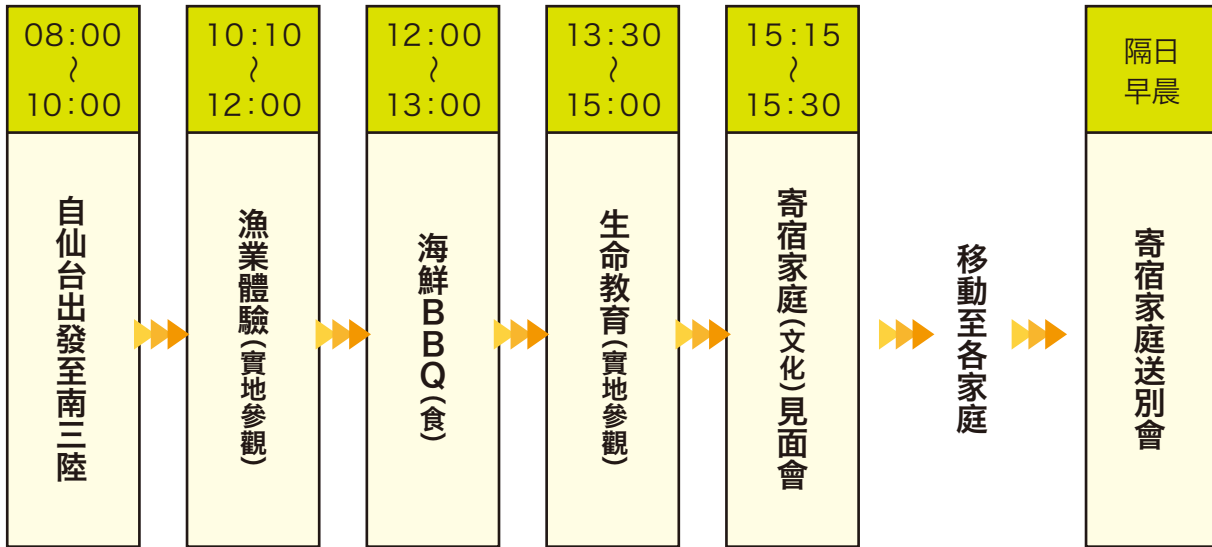 08:00
~
10:00
自仙台出發至南三陸
10:10
~
12:00
漁業體驗(實地參觀)
12:00
~
13:00
海鮮BBQ(食)
13:30
~
15:00
生命教育(實地參觀)
15:15
~
15:30
寄宿家庭(文化)見面會
移動至各家庭
隔日
早晨
寄宿家庭送別會